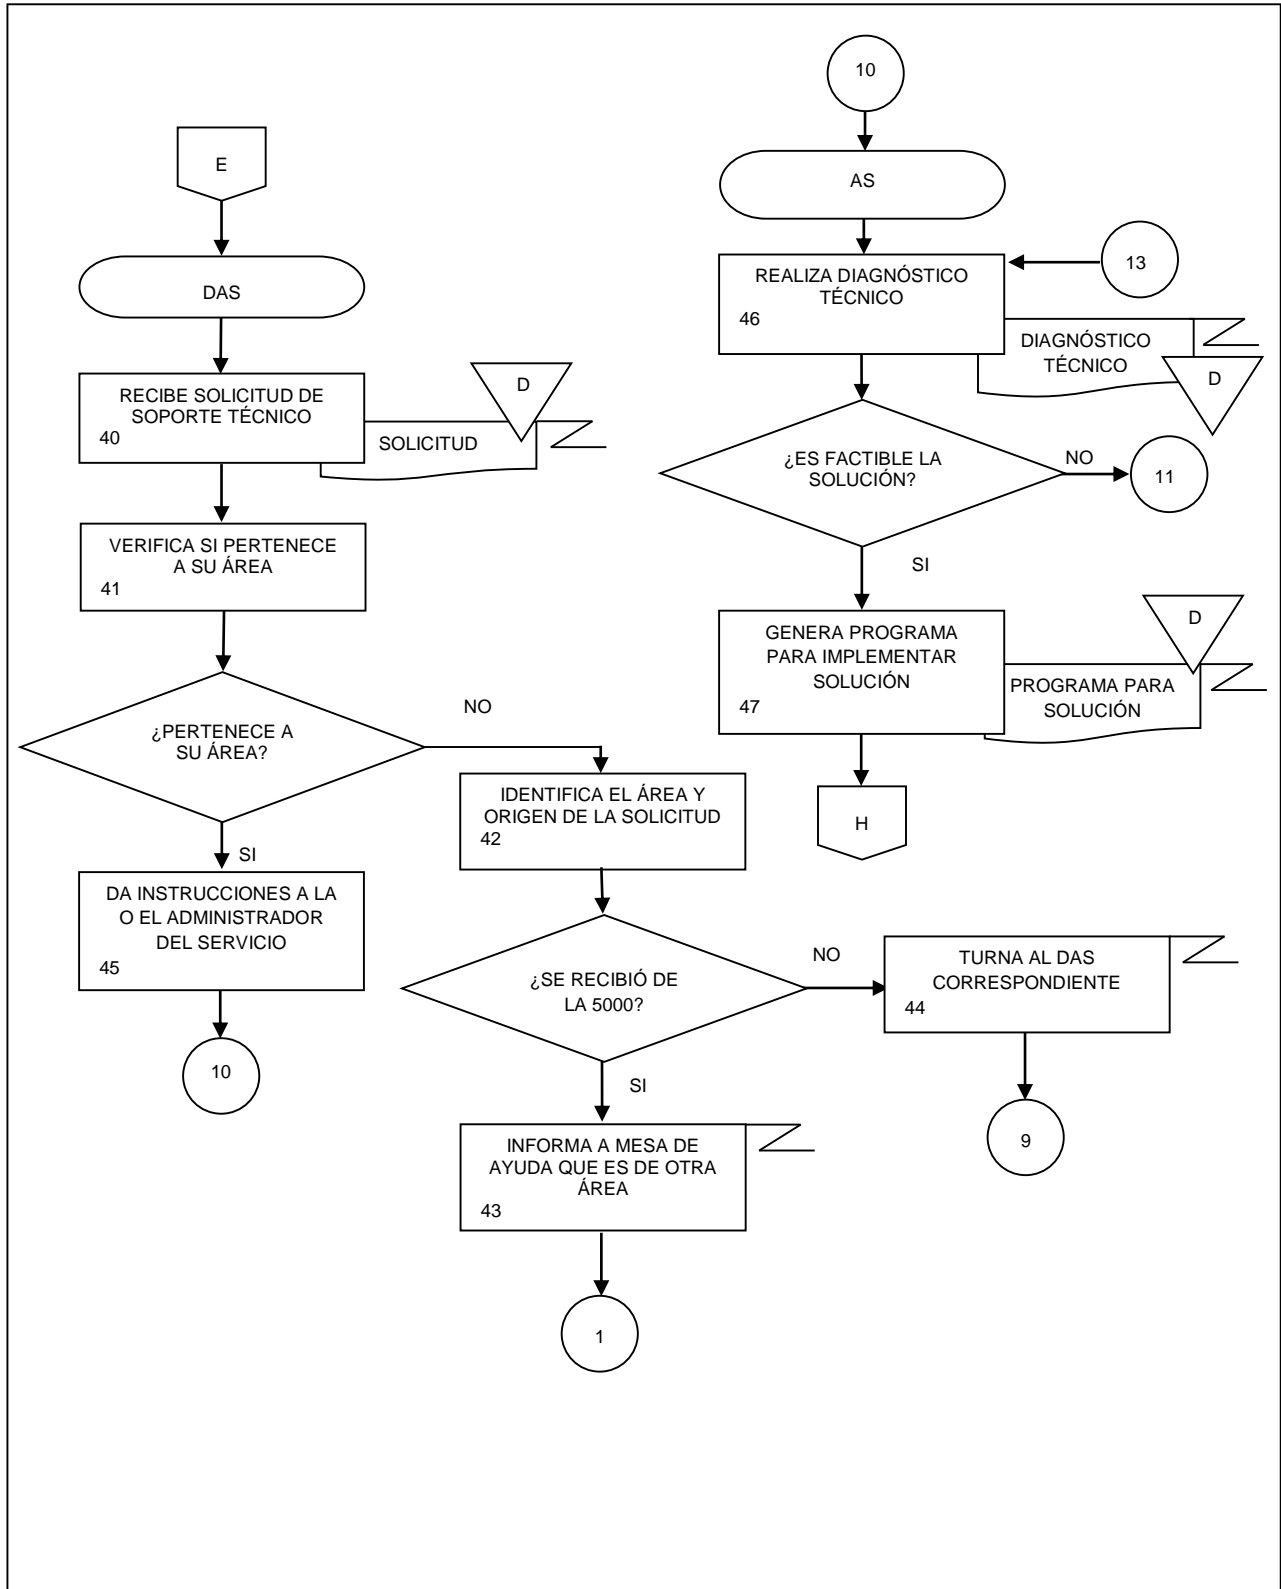 E
DAS
RECIBE SOLICITUD DE
SOPORTE TÉCNICO
40
SOLICITUD
D
VERIFICA SI PERTENECE
A SU ÁREA
41
¿PERTENECE A
SU ÁREA?
NO
SI
DA INSTRUCCIONES A LA
O EL ADMINISTRADOR
DEL SERVICIO
45
10
IDENTIFICA EL ÁREA Y
ORIGEN DE LA SOLICITUD
42
¿SE RECIBIÓ DE
LA 5000?
NO
SI
TURNA AL DAS
CORRESPONDIENTE
44
9
INFORMA A MESA DE
AYUDA QUE ES DE OTRA
ÁREA
43
1
10
AS
REALIZA DIAGNÓSTICO
TÉCNICO
46
13
DIAGNÓSTICO
TÉCNICO
D
¿ES FACTIBLE LA
SOLUCIÓN?
NO
11
SI
GENERA PROGRAMA
PARA IMPLEMENTAR
SOLUCIÓN
47
PROGRAMA PARA
SOLUCIÓN
D
H